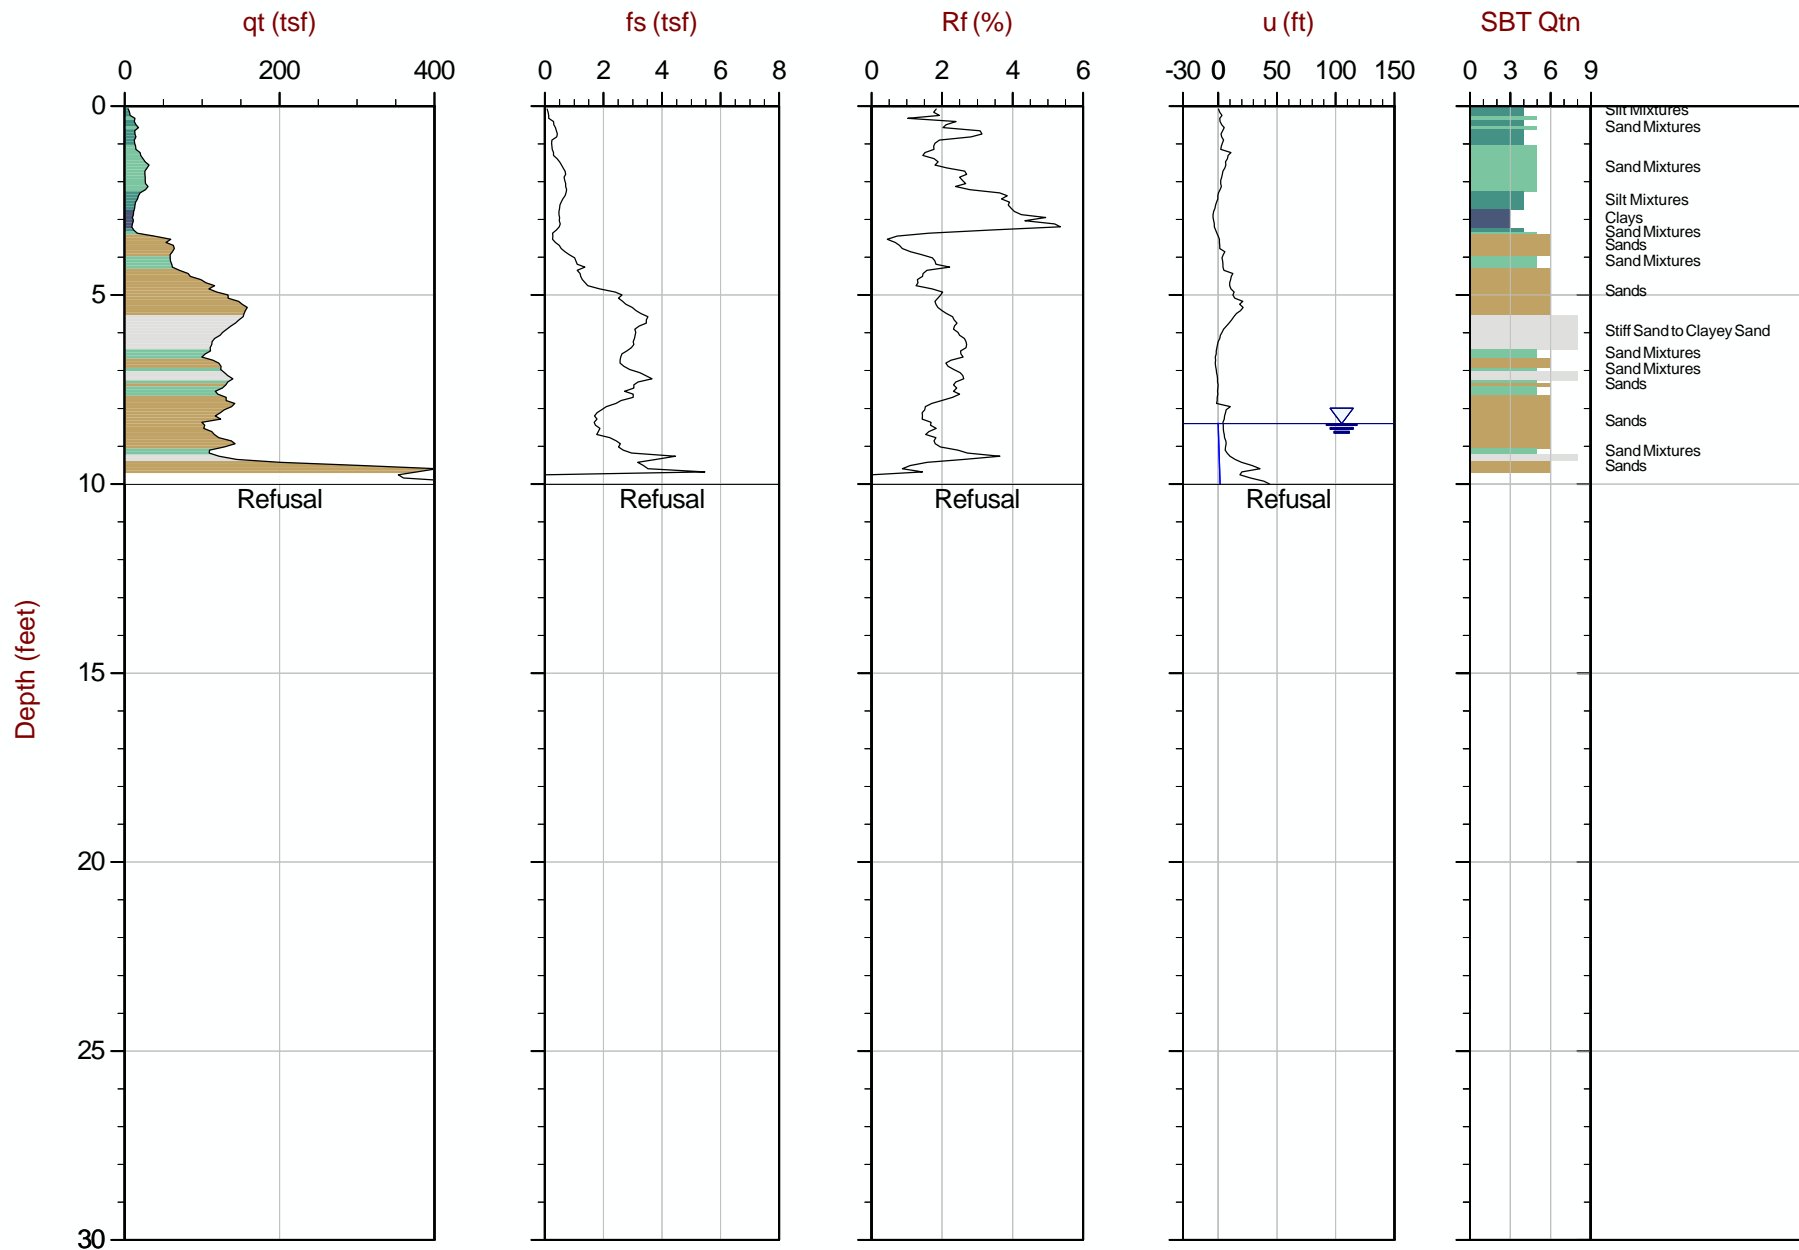 qt (tsf) fs (tsf) Rf (%) u (ft) SBT Qtn
0 200 400 0 2 4 6 8 0 2 4 6 -30 0 50 100 150 0 3 6 9
0
Silt Mixtures
Sand Mixtures
Sand Mixtures
Silt Mixtures
Clays
Sand Mixtures
Sands
Sand Mixtures
5
Sands
Stiff Sand to Clayey Sand
Sand Mixtures
Sand Mixtures
Sands
Sands
Sand Mixtures
Sands
10
Refusal Refusal Refusal Refusal
Depth (feet)
15
20
25
30